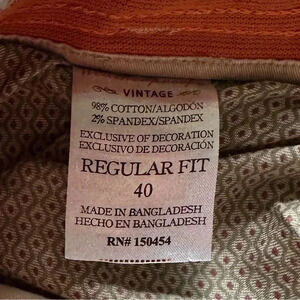 VINTAGE
98% COTTON/ALGODÓN
2% SPANDEX/SPANDEX
EXCLUSIVE OF DECORATION
EXCLUSIVO DE DECORACIÓN
REGULAR FIT
40
MADE IN BANGLADESH
HECHO EN BANGLADESH
RN# 150454